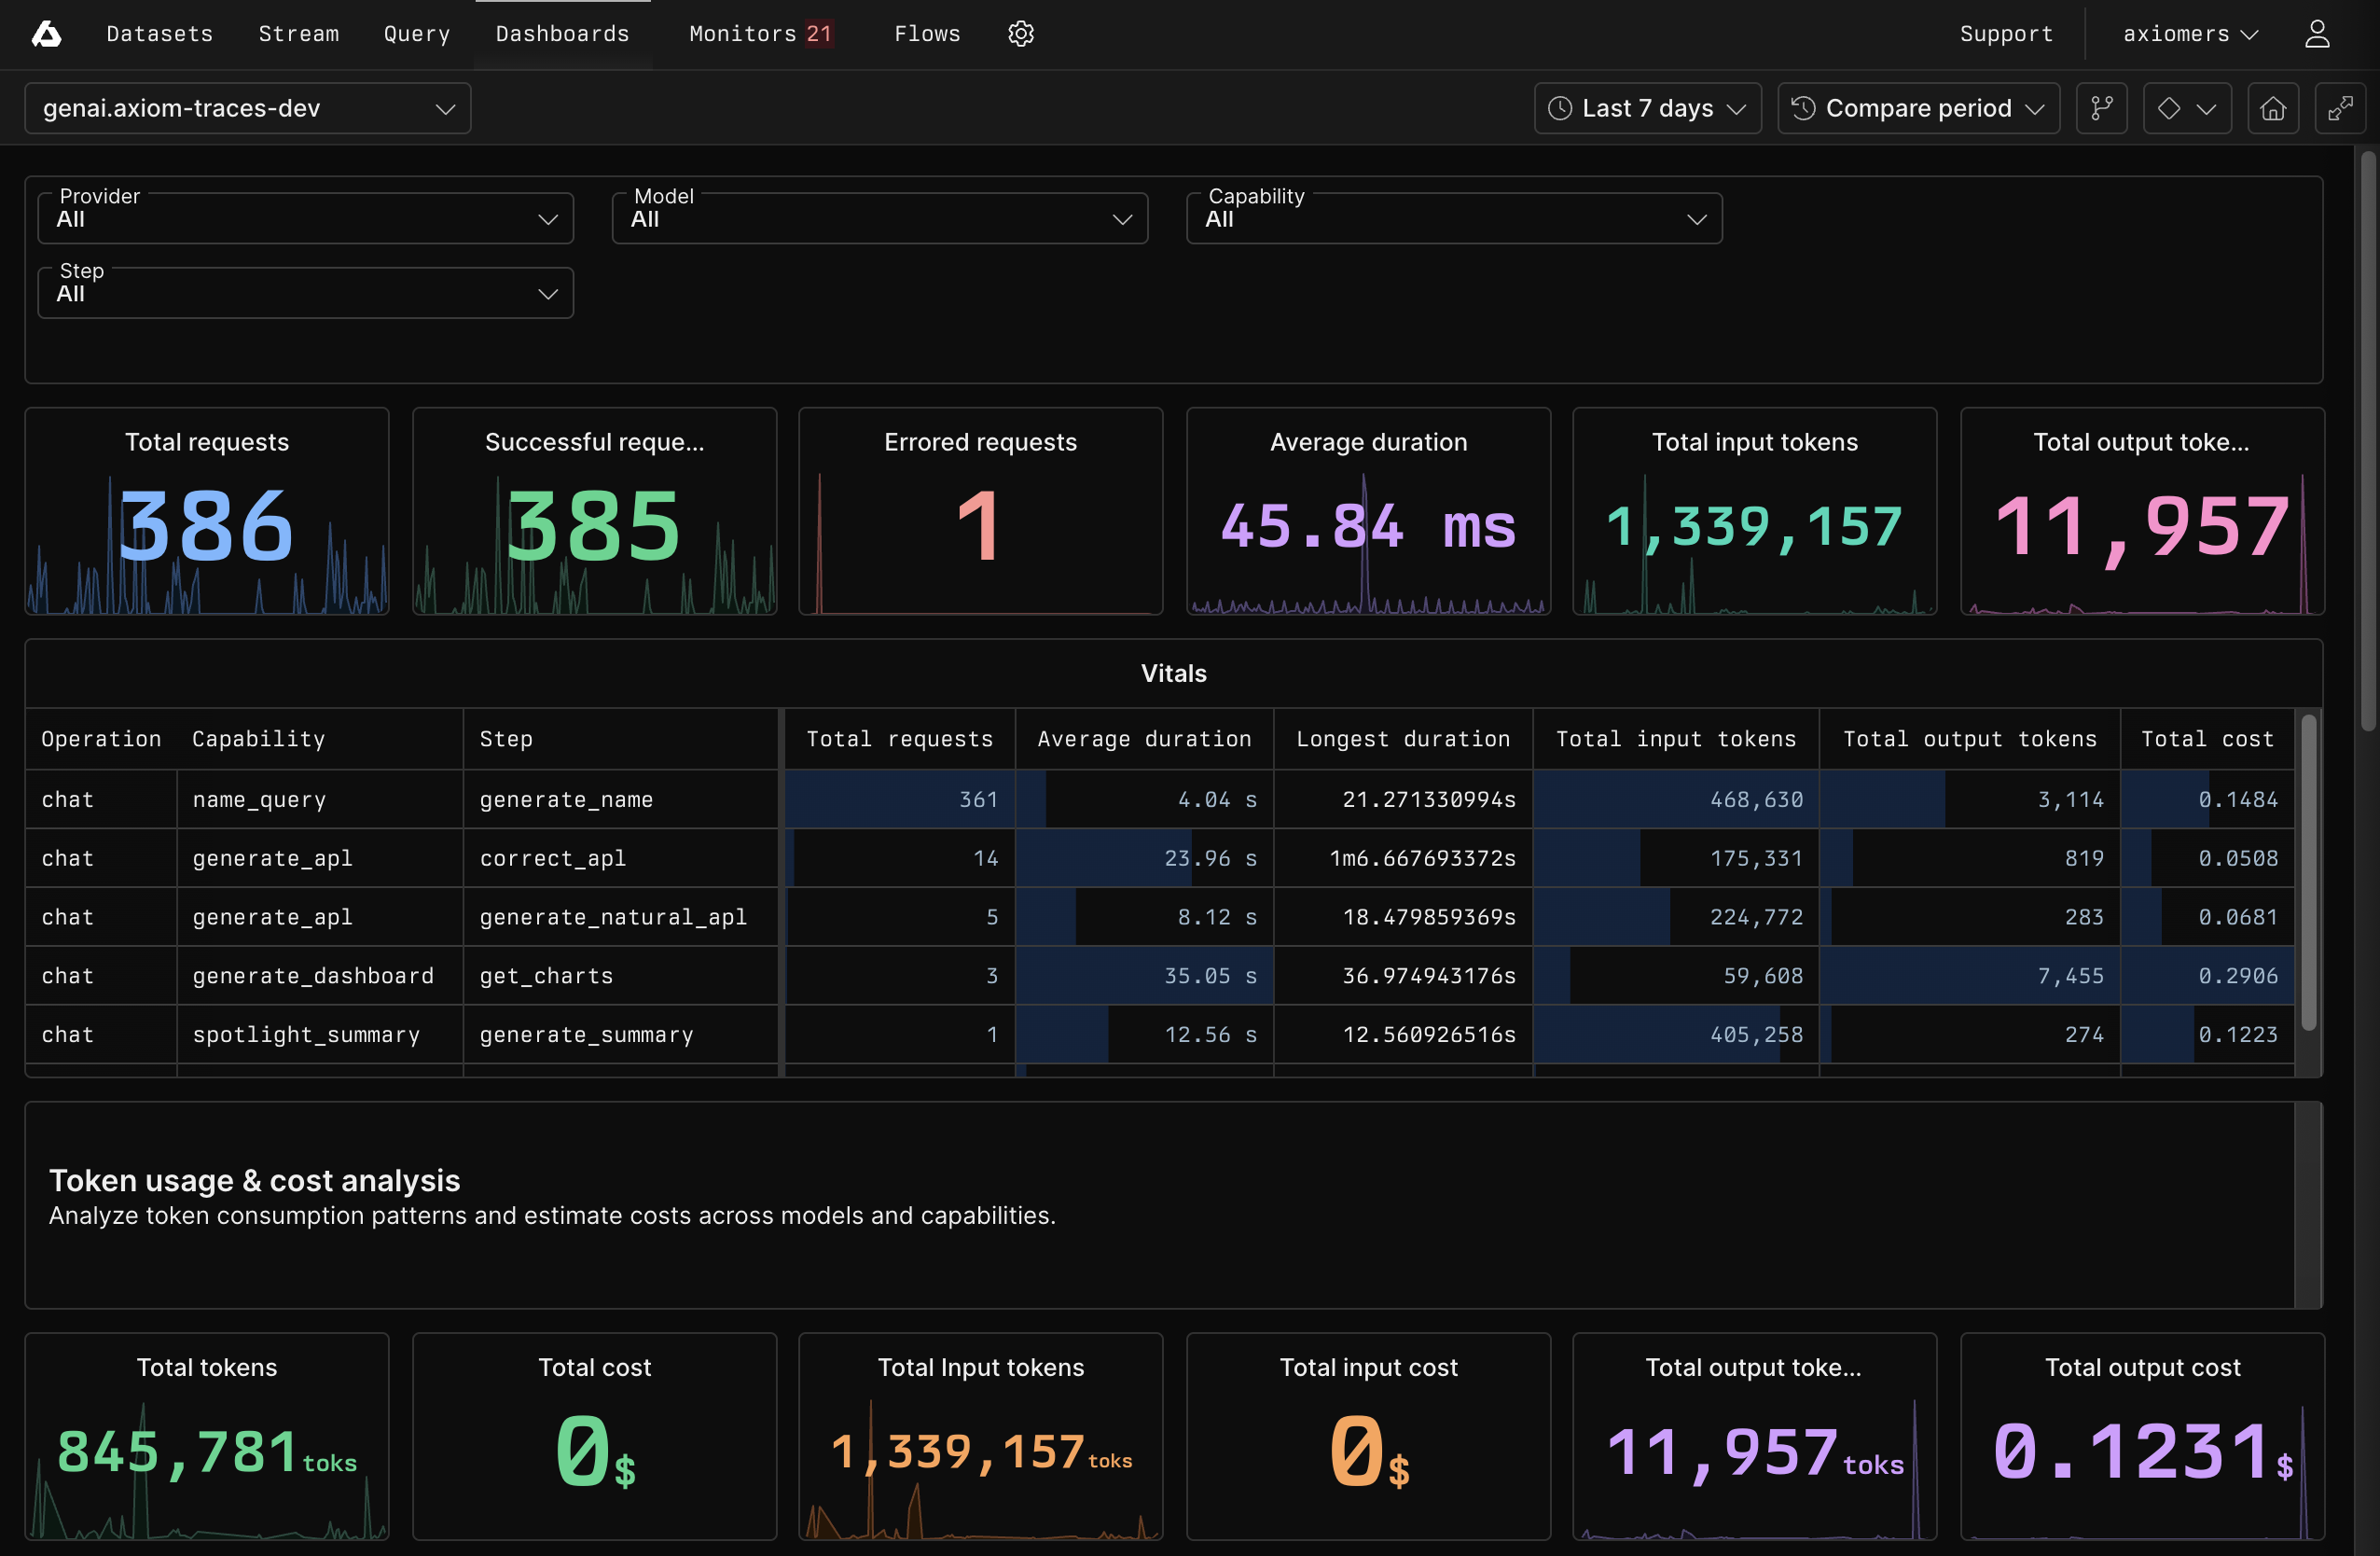 Datasets Stream Query Dashboards Monitors 21 Flows Support axiomers
genai.axiom-traces-dev Last 7 days Compare period
Provider Model Capability
All All All
Step
All
Total requests Successful reque... Errored requests Average duration Total input tokens Total output toke...
386 385 1 45.84 ms 1,339,157 11,957
Vitals
Operation Capability Step Total requests Average duration Longest duration Total input tokens Total output tokens Total cost
chat name_query generate_name 361 4.04 s 21.271330994s 468,630 3,114 0.1484
chat generate_apl correct_apl 14 23.96 s 1m6.667693372s 175,331 819 0.0508
chat generate_apl generate_natural_apl 5 8.12 s 18.479859369s 224,772 283 0.0681
chat generate_dashboard get_charts 3 35.05 s 36.974943176s 59,608 7,455 0.2906
chat spotlight_summary generate_summary 1 12.56 s 12.560926516s 405,258 274 0.1223
Token usage & cost analysis
Analyze token consumption patterns and estimate costs across models and capabilities.
Total tokens Total cost Total Input tokens Total input cost Total output toke... Total output cost
845,781 toks 0 $ 1,339,157 toks 0 $ 11,957 toks 0.1231 $